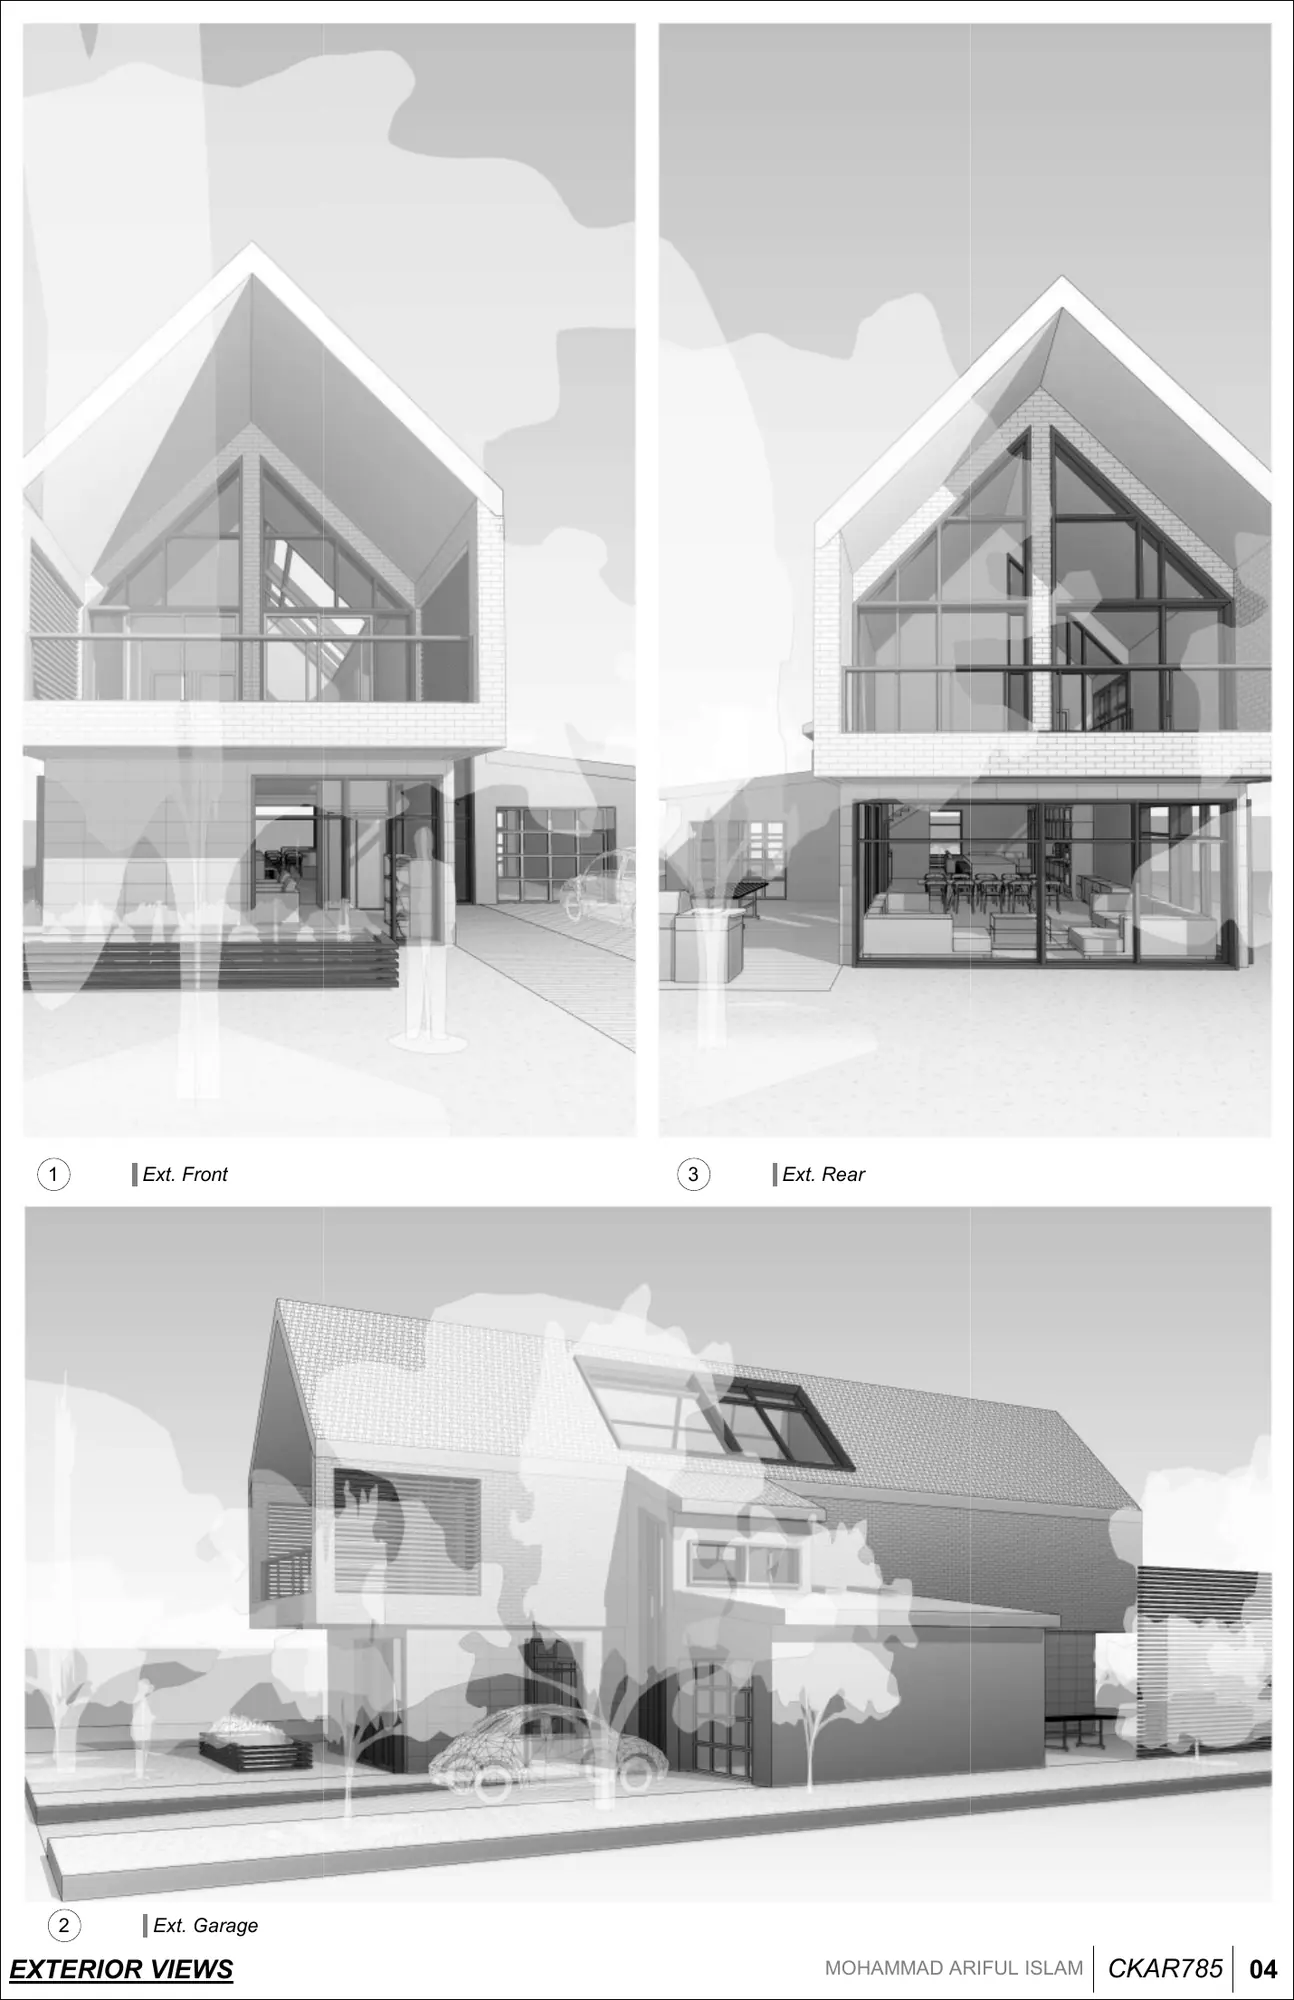 1 Ext. Front
3 Ext. Rear
2 Ext. Garage
EXTERIOR VIEWS
MOHAMMAD ARIFUL ISLAM CKAR785 04